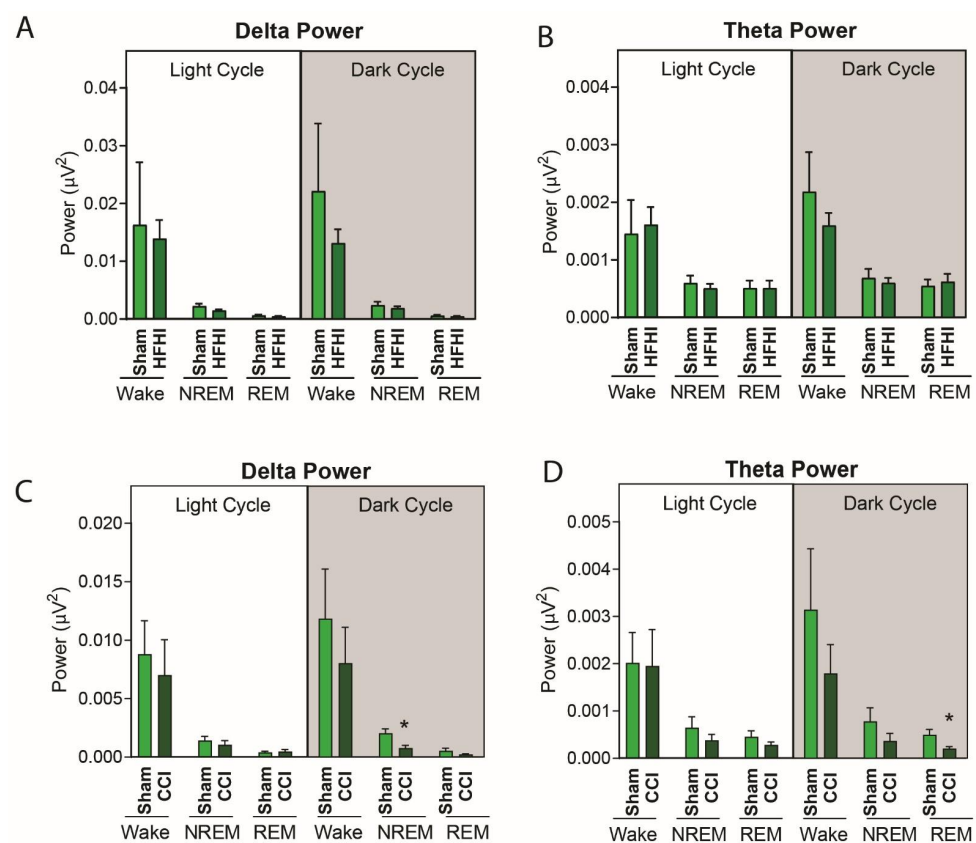 A
Delta Power
Light Cycle
Dark Cycle
Power (µV²)
0.04
0.03
0.02
0.01
0.00
Sham
HFHI
Sham
HFHI
Sham
HFHI
Sham
HFHI
Sham
HFHI
Sham
HFHI
Wake NREM REM Wake NREM REM
B
Theta Power
Light Cycle
Dark Cycle
Power (µV²)
0.004
0.003
0.002
0.001
0.000
Sham
HFHI
Sham
HFHI
Sham
HFHI
Sham
HFHI
Sham
HFHI
Sham
HFHI
Wake NREM REM Wake NREM REM
C
Delta Power
Light Cycle
Dark Cycle
Power (µV²)
0.020
0.015
0.010
0.005
0.000
*
Sham
CCI
Sham
CCI
Sham
CCI
Sham
CCI
Sham
CCI
Sham
CCI
Wake NREM REM Wake NREM REM
D
Theta Power
Light Cycle
Dark Cycle
Power (µV²)
0.005
0.004
0.003
0.002
0.001
0.000
*
Sham
CCI
Sham
CCI
Sham
CCI
Sham
CCI
Sham
CCI
Sham
CCI
Wake NREM REM Wake NREM REM